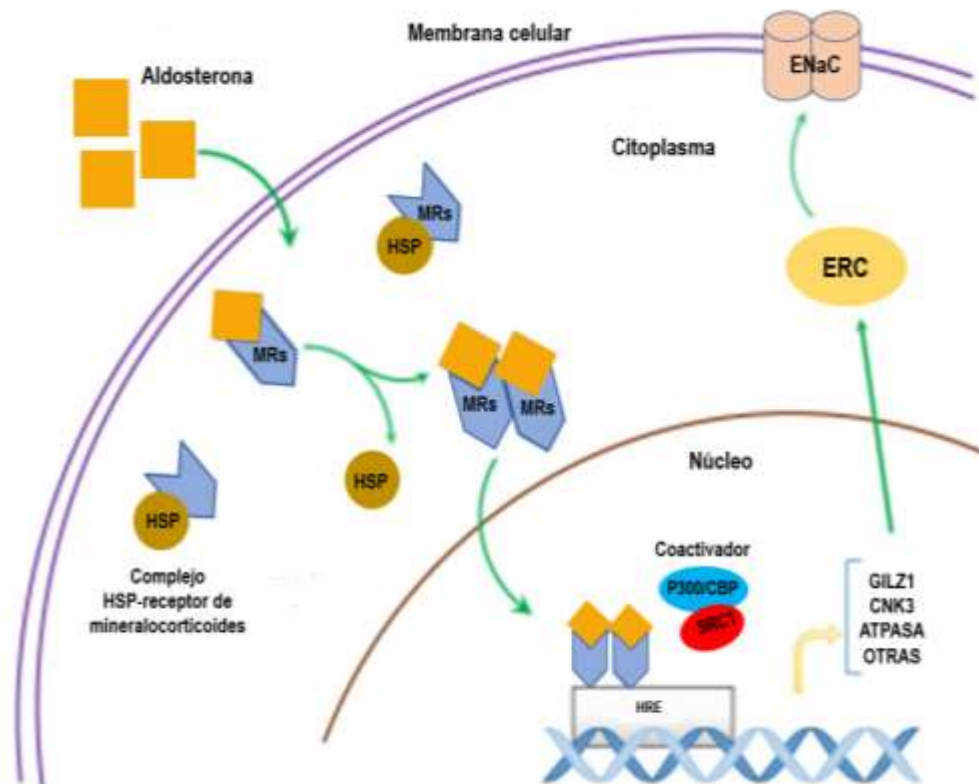 Membrana celular
Aldosterona
ENaC
Citoplasma
MRs
HSP
ERC
MRs
MRs
MRs
HSP
Núcleo
HSP
Complejo
HSP-receptor de
mineralocorticoides
Coactivador
P300/CBP
SRC1
GILZ1
CNK3
ATPASA
OTRAS
HRE